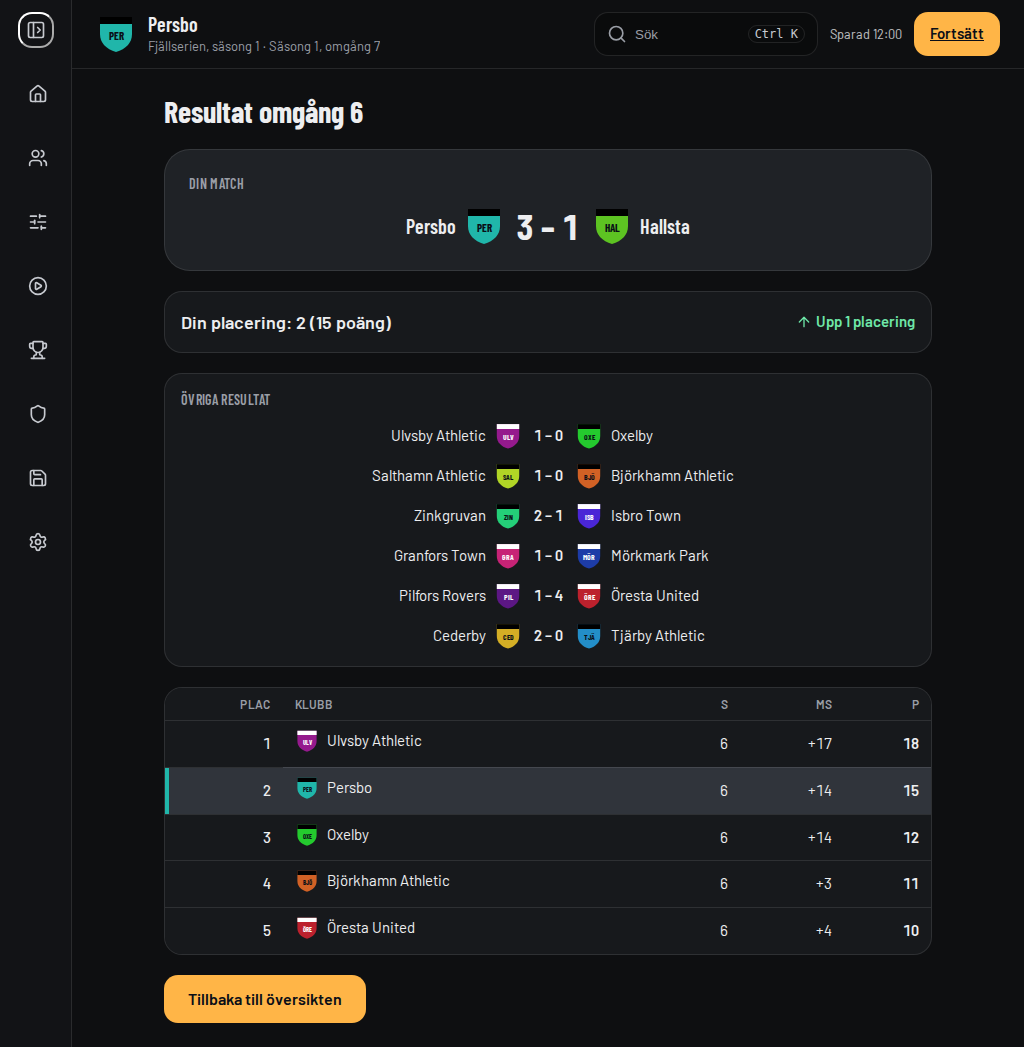 PER
Persbo
Fjällserien, säsong 1 · Säsong 1, omgång 7
Sök
Ctrl K
Sparad 12:00
Fortsätt
Resultat omgång 6
DIN MATCH
Persbo PER 3 – 1 HAL Hallsta
Din placering: 2 (15 poäng)
↑ Upp 1 placering
ÖVRIGA RESULTAT
Ulvsby Athletic ULV 1 – 0 OXE Oxelby
Salthamn Athletic SAL 1 – 0 BJÖ Björkhamn Athletic
Zinkgruvan ZIN 2 – 1 ISB Isbro Town
Granfors Town GRA 1 – 0 MÖR Mörkmark Park
Pilfors Rovers PIL 1 – 4 ÖRE Öresta United
Cederby CED 2 – 0 TJÄ Tjärby Athletic
PLAC KLUBB S MS P
1 ULV Ulvsby Athletic 6 +17 18
2 PER Persbo 6 +14 15
3 OXE Oxelby 6 +14 12
4 BJÖ Björkhamn Athletic 6 +3 11
5 ÖRE Öresta United 6 +4 10
Tillbaka till översikten